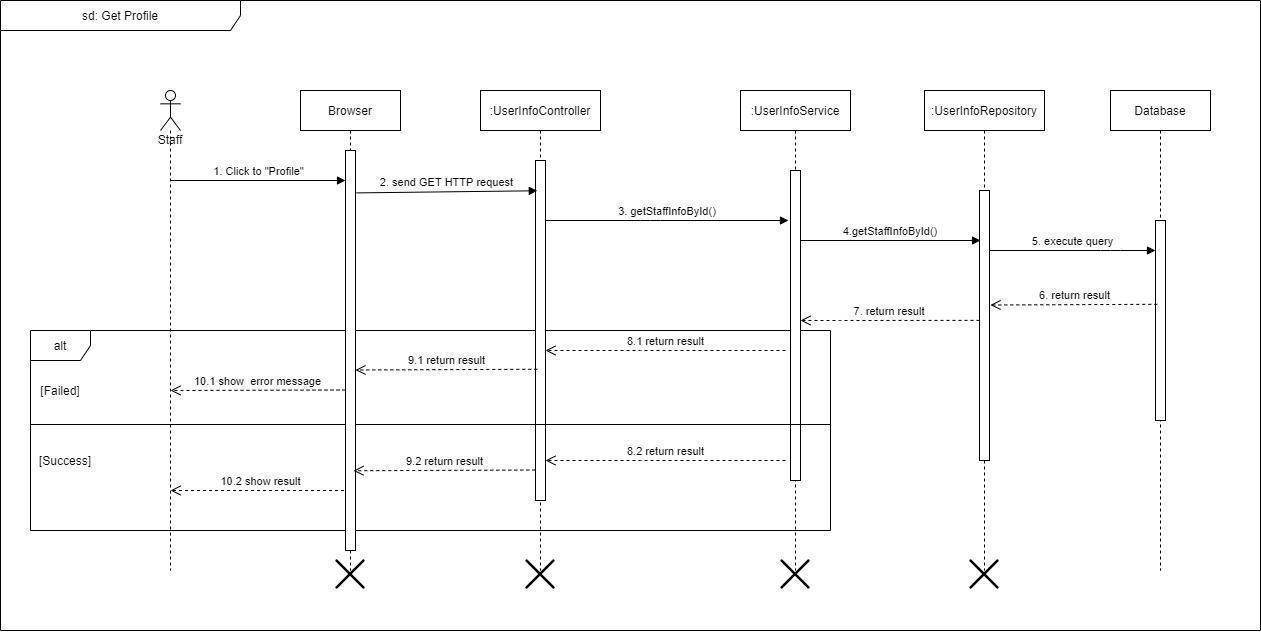 sd: Get Profile
Staff
Browser
:UserInfoController
:UserInfoService
:UserInfoRepository
Database
1. Click to "Profile"
2. send GET HTTP request
3. getStaffInfoById()
4.getStaffInfoById()
5. execute query
6. return result
7. return result
alt
8.1 return result
9.1 return result
10.1 show  error message
[Failed]
8.2 return result
9.2 return result
[Success]
10.2 show result